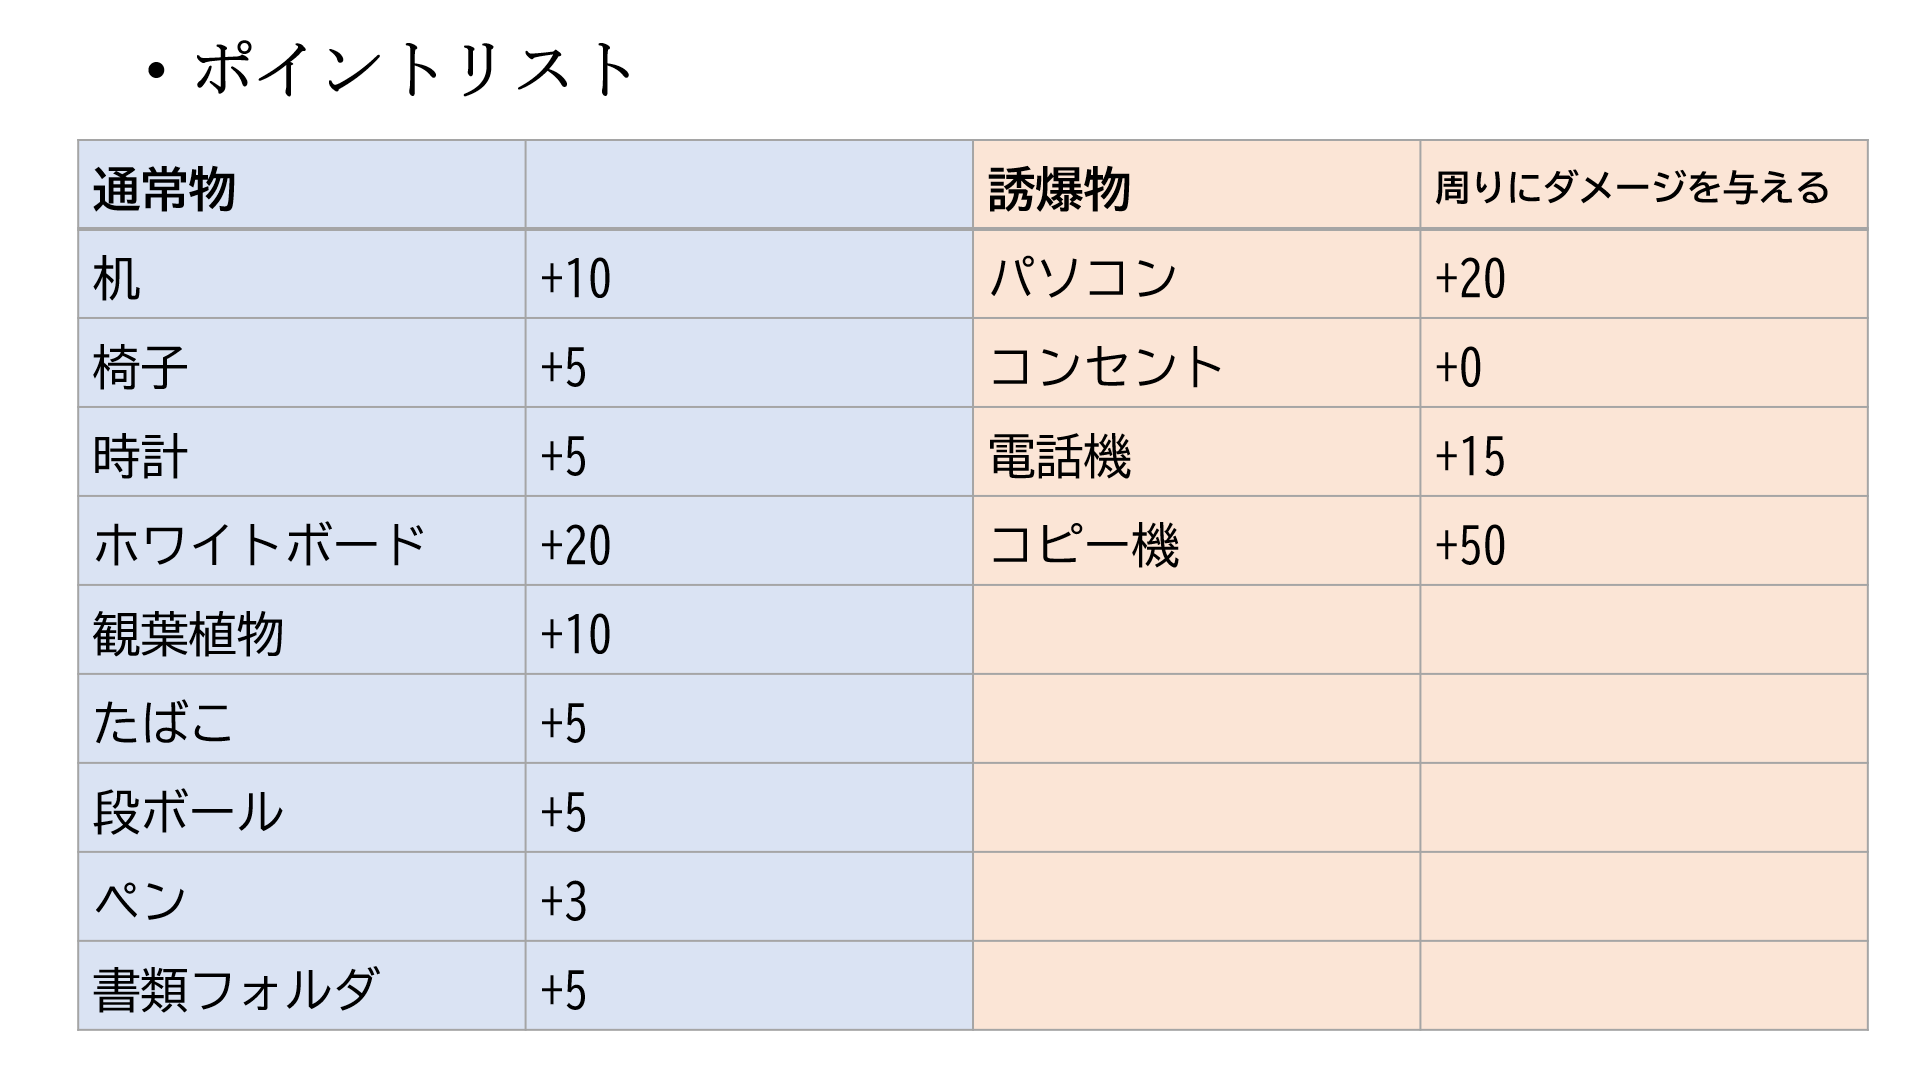 • ポイントリスト
通常物 誘爆物 周りにダメージを与える
机 +10 パソコン +20
椅子 +5 コンセント +0
時計 +5 電話機 +15
ホワイトボード +20 コピー機 +50
観葉植物 +10
たばこ +5
段ボール +5
ペン +3
書類フォルダ +5